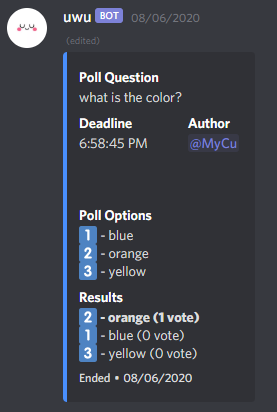 uwu BOT 08/06/2020
(edited)
Poll Question
what is the color?
Deadline Author
6:58:45 PM @MyCu
Poll Options
1 - blue
2 - orange
3 - yellow
Results
2 - orange (1 vote)
1 - blue (0 vote)
3 - yellow (0 vote)
Ended • 08/06/2020